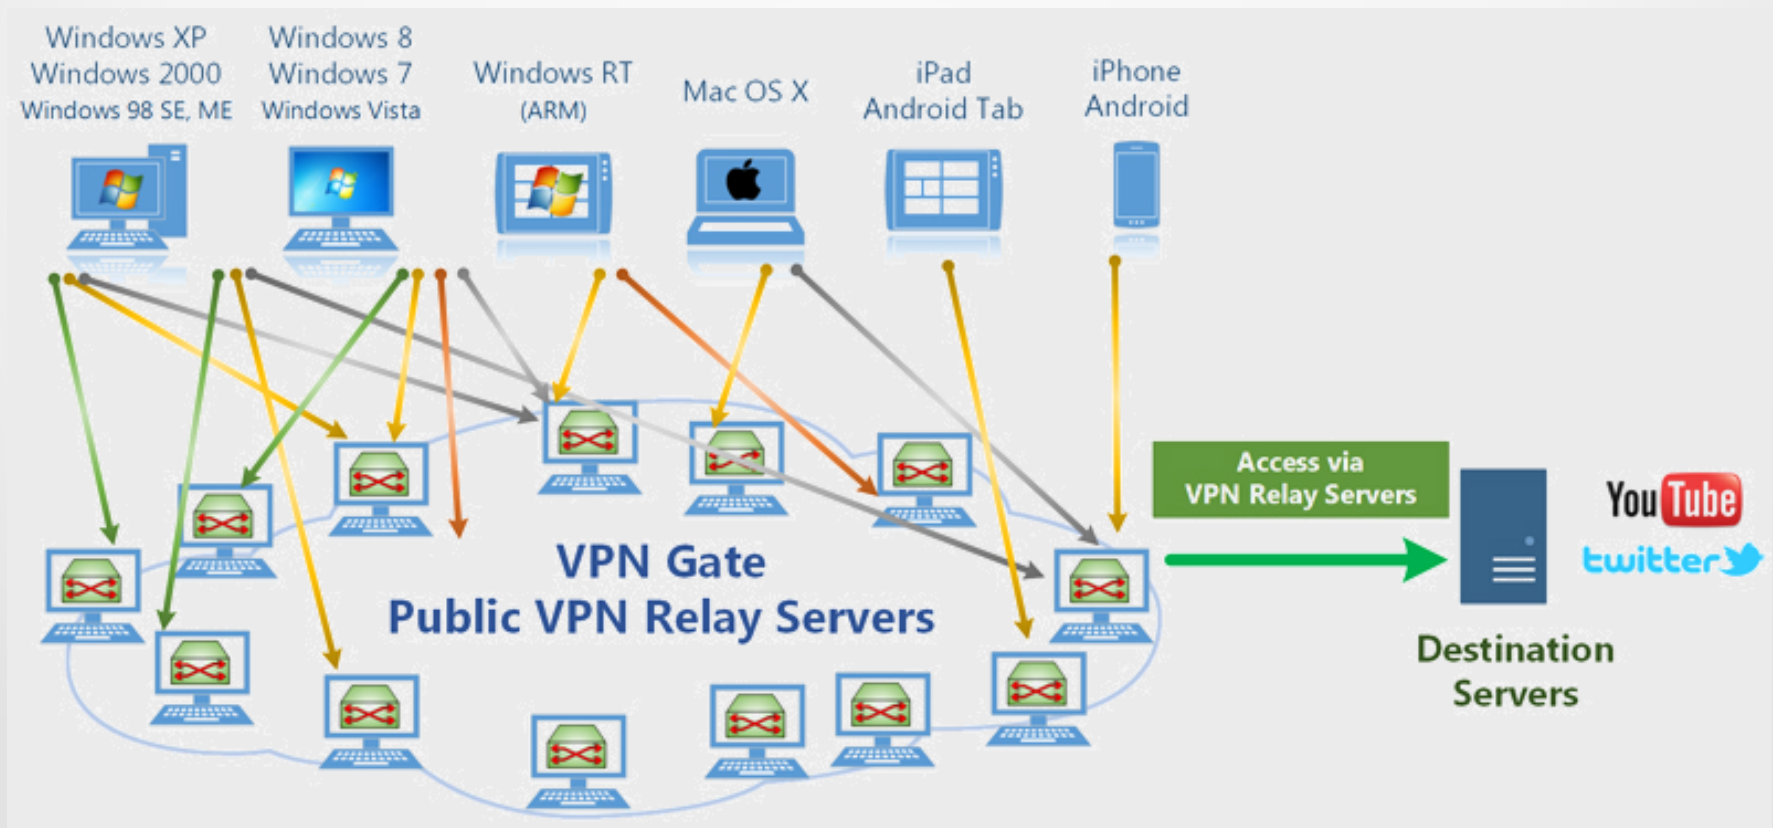 Windows XP
Windows 2000
Windows 98 SE, ME
Windows 8
Windows 7
Windows Vista
Windows RT
(ARM)
Mac OS X
iPad
Android Tab
iPhone
Android
VPN Gate
Public VPN Relay Servers
Access via
VPN Relay Servers
YouTube
twitter
Destination
Servers